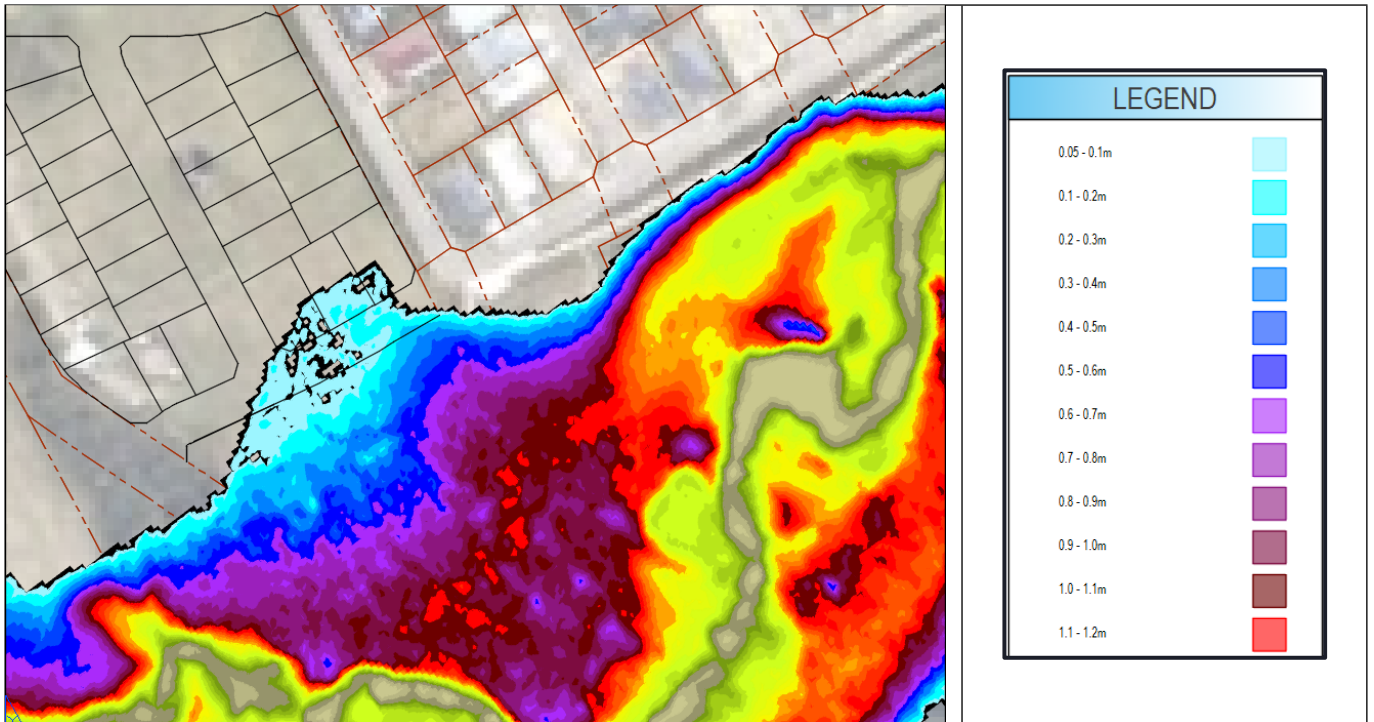 LEGEND
0.05 - 0.1m
0.1 - 0.2m
0.2 - 0.3m
0.3 - 0.4m
0.4 - 0.5m
0.5 - 0.6m
0.6 - 0.7m
0.7 - 0.8m
0.8 - 0.9m
0.9 - 1.0m
1.0 - 1.1m
1.1 - 1.2m